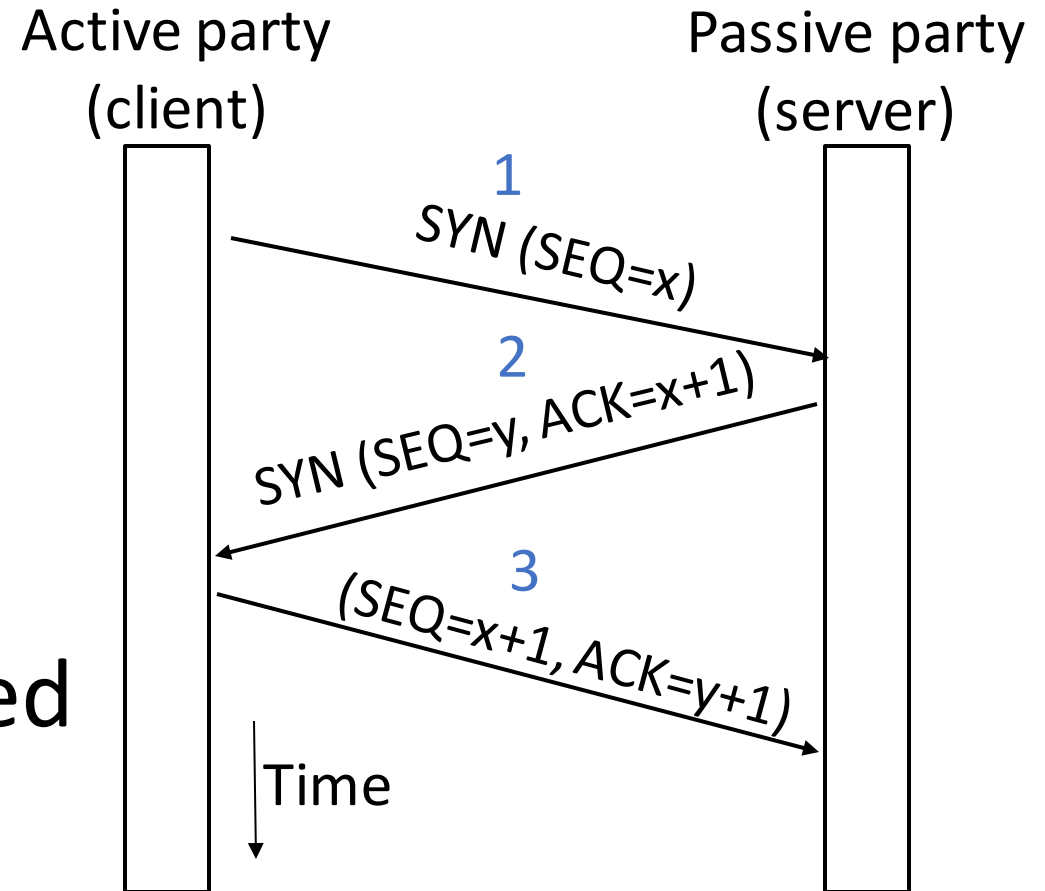 Active party
(client)
Passive party
(server)
1
SYN (SEQ=x)
2
SYN (SEQ=y, ACK=x+1)
3
(SEQ=x+1, ACK=y+1)
ed
Time